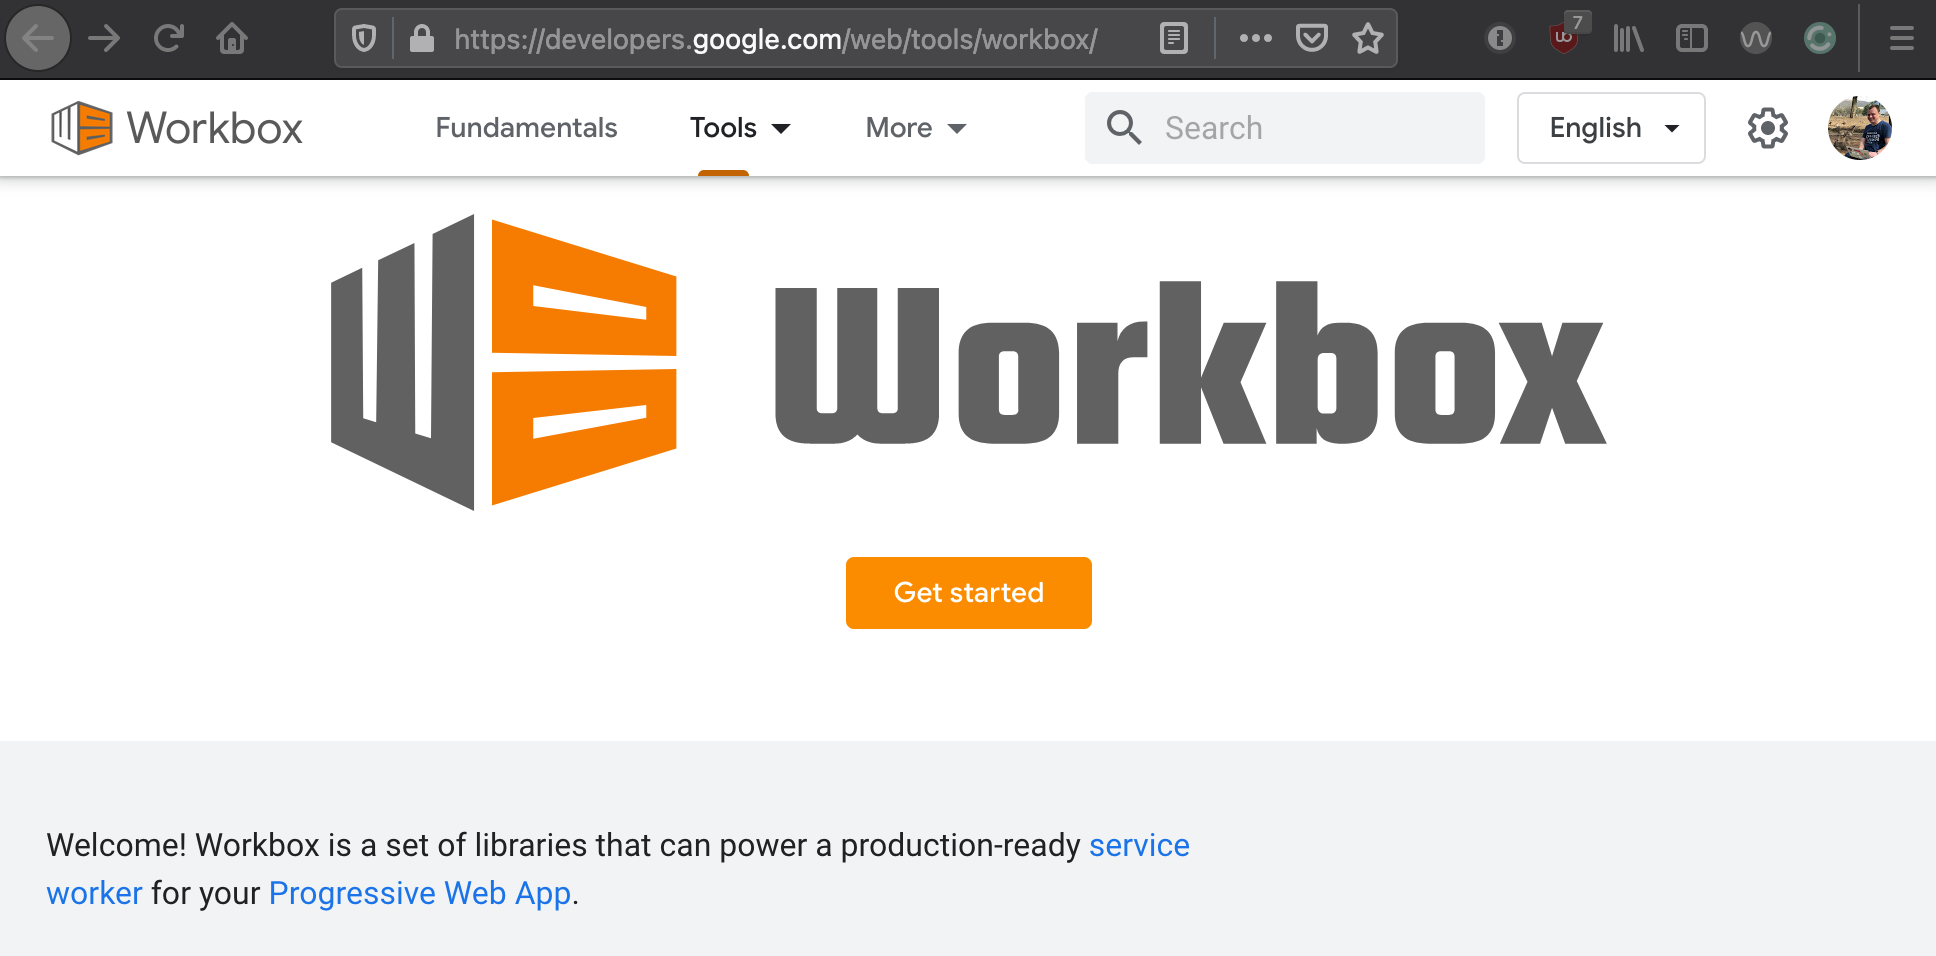 https://developers.google.com/web/tools/workbox/
7
Workbox
Fundamentals
Tools
More
Search
English
Workbox
Get started
Welcome! Workbox is a set of libraries that can power a production-ready service
worker for your Progressive Web App.